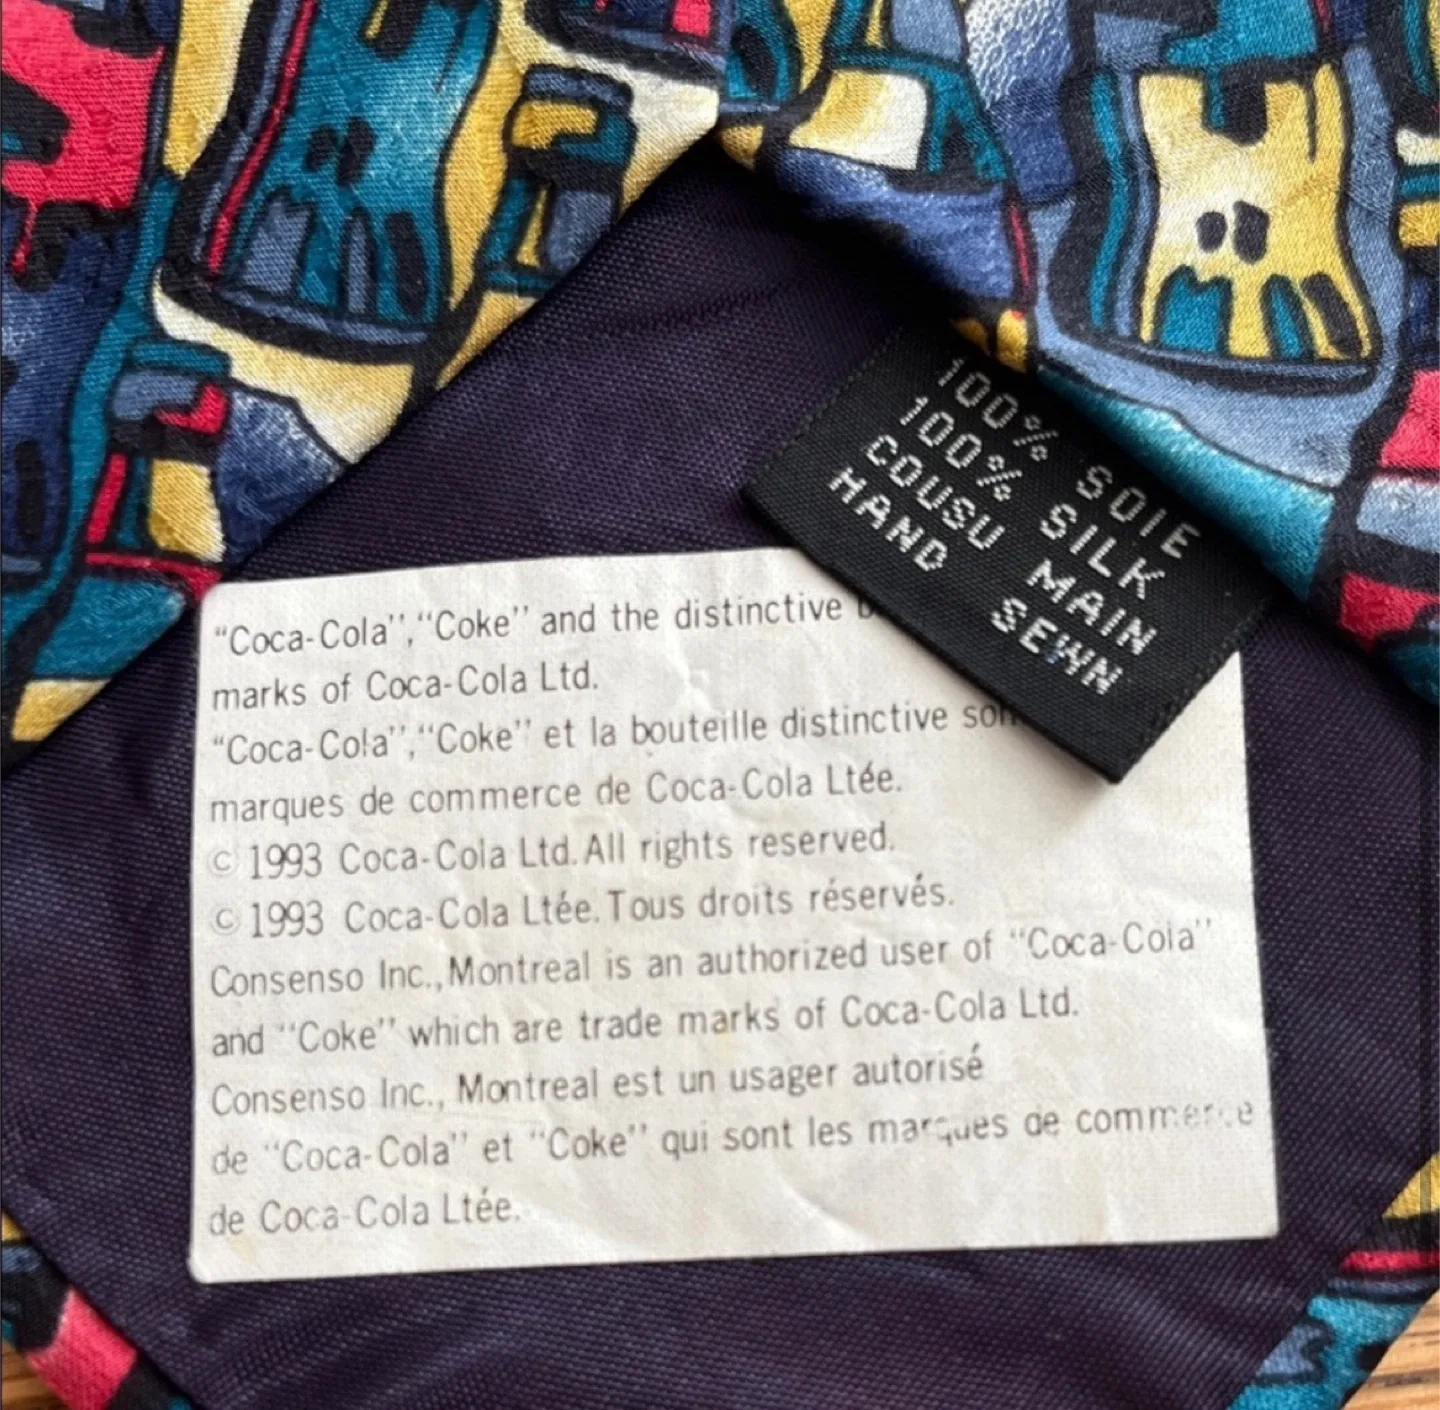 100% SOIE
100% SILK
COUSU MAIN
HAND SEWN
"Coca-Cola", "Coke" and the distinctive
marks of Coca-Cola Ltd.
"Coca-Cola", "Coke" et la bouteille distinctive
marques de commerce de Coca-Cola Ltée.
© 1993 Coca-Cola Ltd. All rights reserved.
© 1993 Coca-Cola Ltée. Tous droits réservés.
Consenso Inc., Montreal is an authorized user of "Coca-Cola"
and "Coke" which are trade marks of Coca-Cola Ltd.
Consenso Inc., Montreal est un usager autorisé
de "Coca-Cola" et "Coke" qui sont les marques de commerce
de Coca-Cola Ltée.